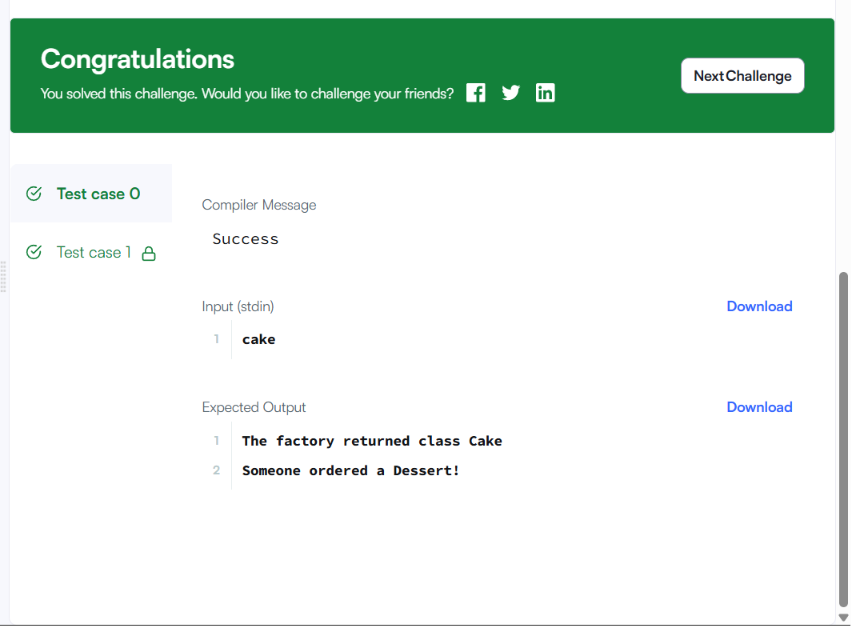 Congratulations
You solved this challenge. Would you like to challenge your friends?
Next Challenge
Test case 0
Test case 1
Compiler Message
Success
Input (stdin)
Download
1 cake
Expected Output
Download
1 The factory returned class Cake
2 Someone ordered a Dessert!